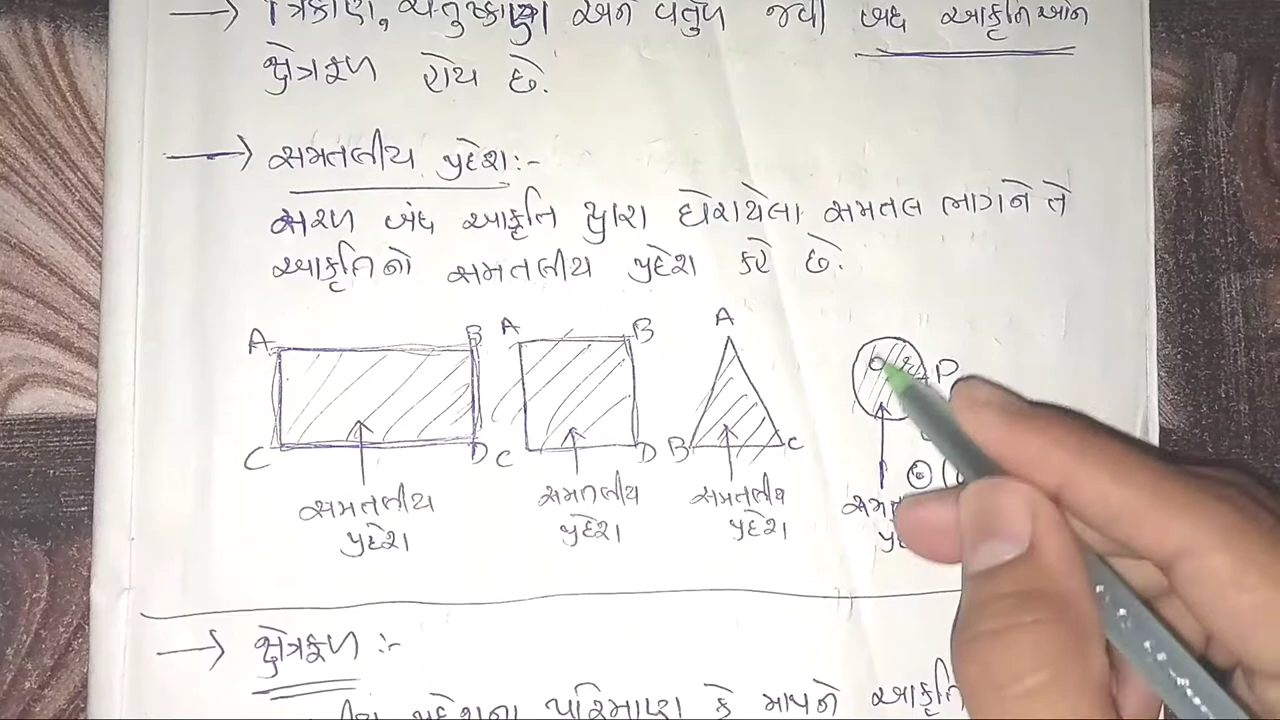 → ત્રિકોણ, ચતુષ્કોણ અને વર્તુળ જેવી બંધ આકૃતિઓને
ક્ષેત્રફળ હોય છે.
→ સમતલીય પ્રદેશ:-
સરળ બંધ આકૃતિ દ્વારા ઘેરાયેલા સમતલ ભાગને તે
આકૃતિનો સમતલીય પ્રદેશ કહે છે.
A B A B A
P
C D C D B C
સમતલીય સમતલીય સમતલીય
પ્રદેશ પ્રદેશ પ્રદેશ
→ ક્ષેત્રફળ :-
પ્રદેશના પરિમાણ કે માપને આકૃતિ